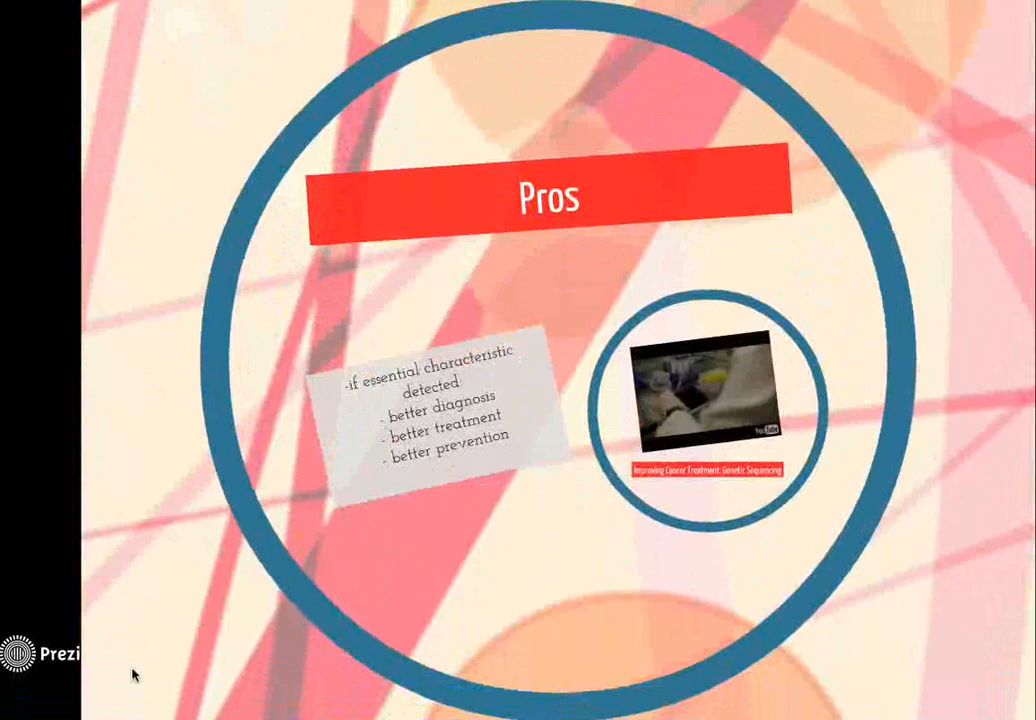 Pros
-if essential characteristic
detected:
- better diagnosis
- better treatment
- better prevention
YouTube
Improving Cancer Treatment: Genetic Sequencing
Prezi